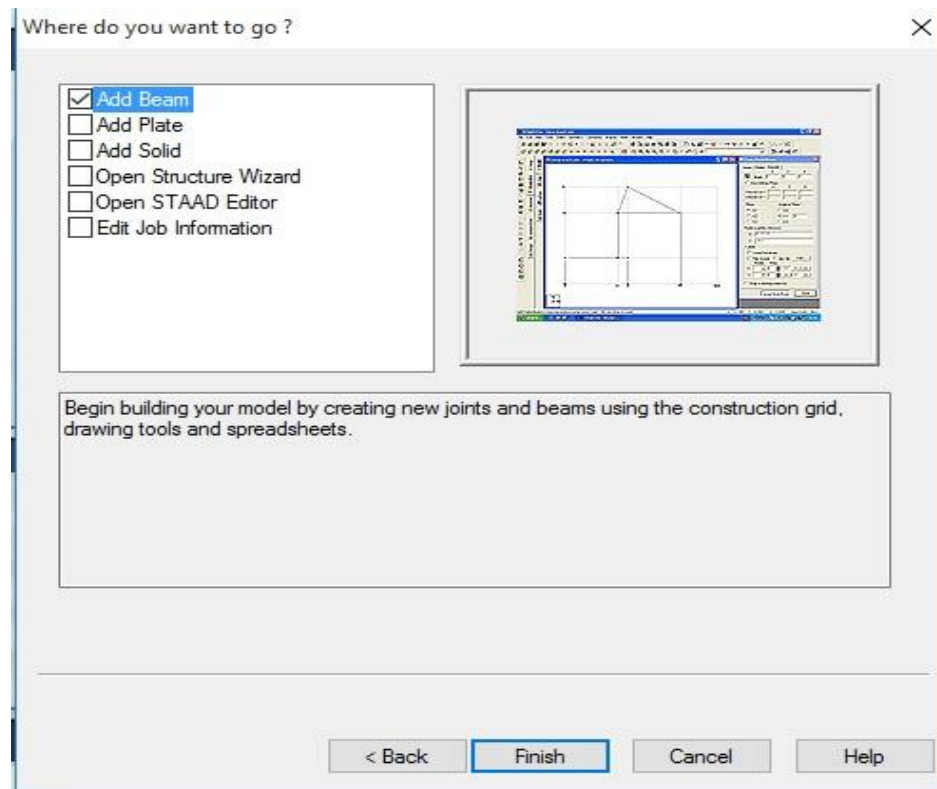 Where do you want to go ?
Add Beam
Add Plate
Add Solid
Open Structure Wizard
Open STAAD Editor
Edit Job Information
Begin building your model by creating new joints and beams using the construction grid,
drawing tools and spreadsheets.
< Back
Finish
Cancel
Help